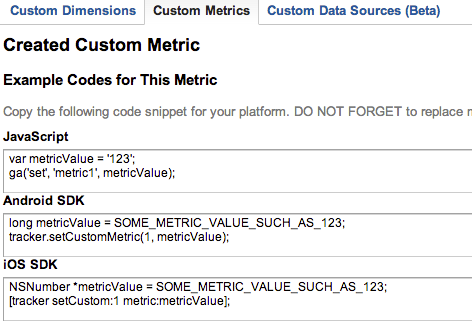 Custom Dimensions Custom Metrics Custom Data Sources (Beta)
Created Custom Metric
Example Codes for This Metric
Copy the following code snippet for your platform. DO NOT FORGET to replace
JavaScript
var metricValue = '123';
ga('set', 'metric1', metricValue);
Android SDK
long metricValue = SOME_METRIC_VALUE_SUCH_AS_123;
tracker.setCustomMetric(1, metricValue);
iOS SDK
NSNumber *metricValue = SOME_METRIC_VALUE_SUCH_AS_123;
[tracker setCustom:1 metric:metricValue];